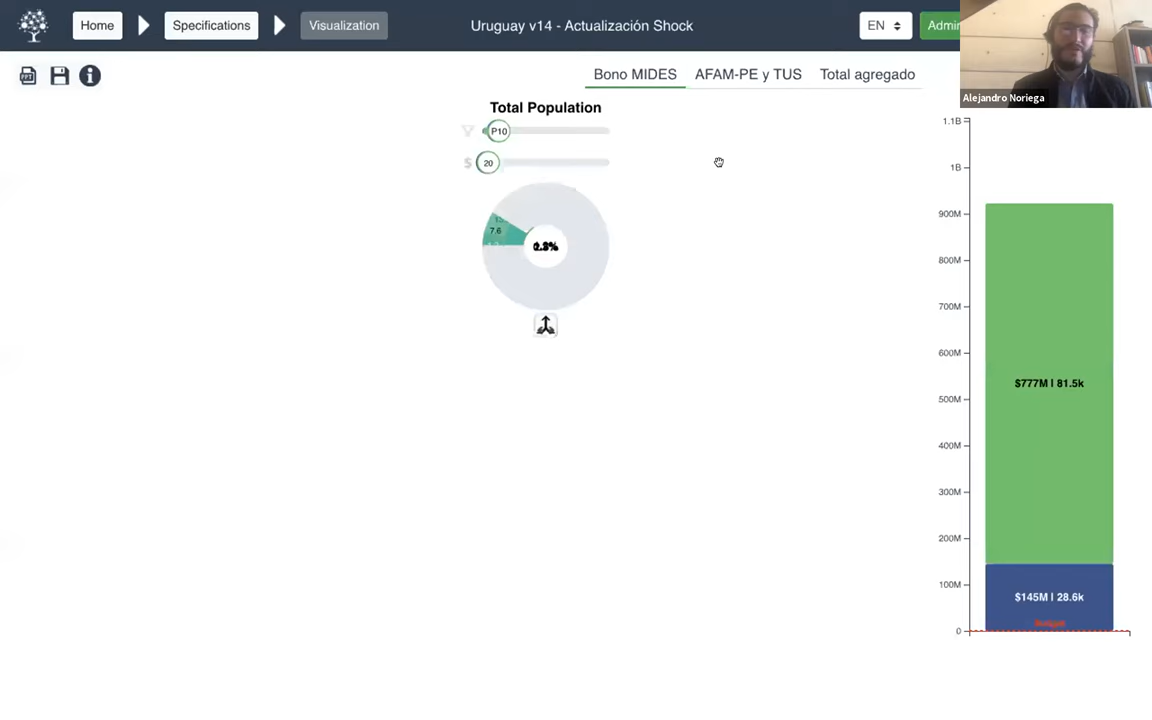 Home
Specifications
Visualization
Uruguay v14 - Actualización Shock
EN
Admi
Alejandro Noriega
PPT
Bono MIDES
AFAM-PE y TUS
Total agregado
Total Population
P10
$
20
7.6
1.1B
1B
900M
800M
700M
600M
500M
400M
300M
200M
100M
0
$777M | 81.5k
$145M | 28.6k